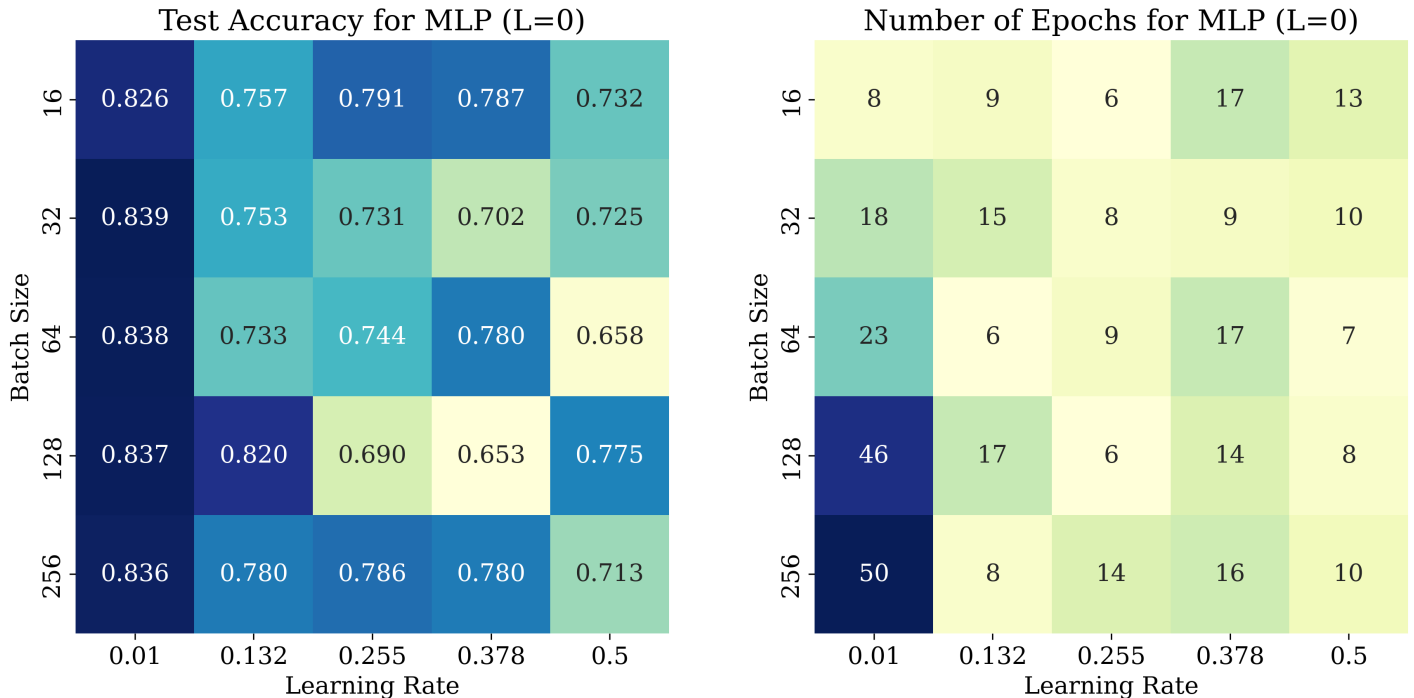 Test Accuracy for MLP (L=0)
Batch Size
16 0.826 0.757 0.791 0.787 0.732
32 0.839 0.753 0.731 0.702 0.725
64 0.838 0.733 0.744 0.780 0.658
128 0.837 0.820 0.690 0.653 0.775
256 0.836 0.780 0.786 0.780 0.713
0.01 0.132 0.255 0.378 0.5
Learning Rate
Number of Epochs for MLP (L=0)
Batch Size
16 8 9 6 17 13
32 18 15 8 9 10
64 23 6 9 17 7
128 46 17 6 14 8
256 50 8 14 16 10
0.01 0.132 0.255 0.378 0.5
Learning Rate